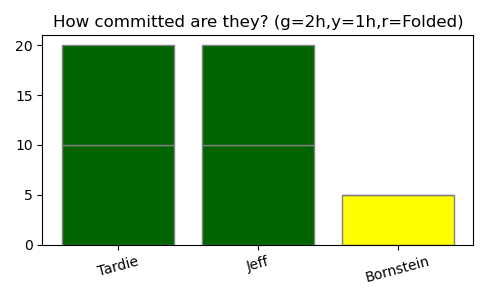 How committed are they? (g=2h,y=1h,r=Folded)
20
15
10
5
0
Tardie
Jeff
Bornstein